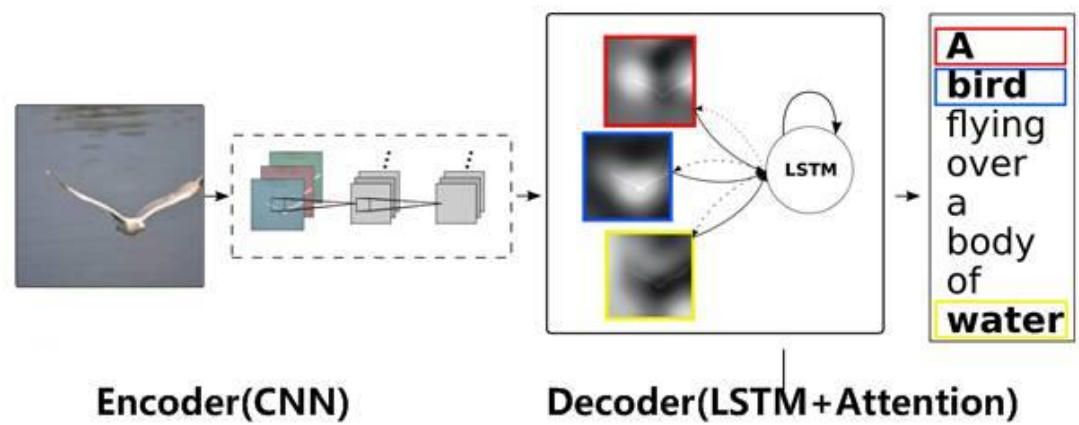 LSTM
A
bird
flying
over
a
body
of
water
Encoder(CNN)
Decoder(LSTM+Attention)